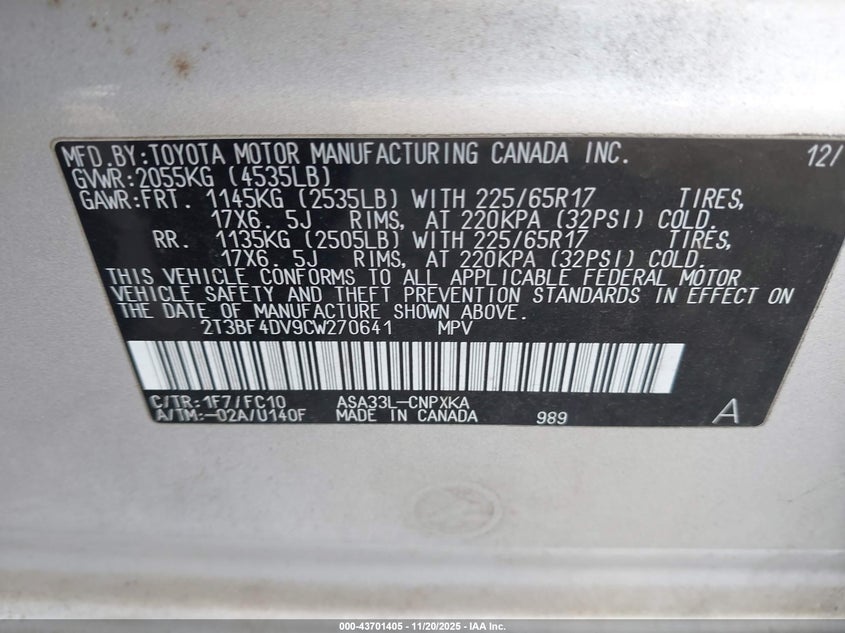 MFD.BY:TOYOTA MOTOR MANUFACTURING CANADA INC. 12/
GVWR:2055KG (4535LB)
GAWR:FRT. 1145KG (2535LB) WITH 225/65R17 TIRES,
17X6.5J RIMS, AT 220KPA (32PSI) COLD.
RR. 1135KG (2505LB) WITH 225/65R17 TIRES,
17X6.5J RIMS, AT 220KPA (32PSI) COLD.
THIS VEHICLE CONFORMS TO ALL APPLICABLE FEDERAL MOTOR
VEHICLE SAFETY AND THEFT PREVENTION STANDARDS IN EFFECT ON
THE DATE OF MANUFACTURE SHOWN ABOVE.
2T3BF4DV9CW270641 MPV
C/TR:1F7/FC10 ASA33L-CNPXKA
A/TM:-02A/U140F MADE IN CANADA 989 A
000-43701405 - 11/20/2025 - IAA Inc.